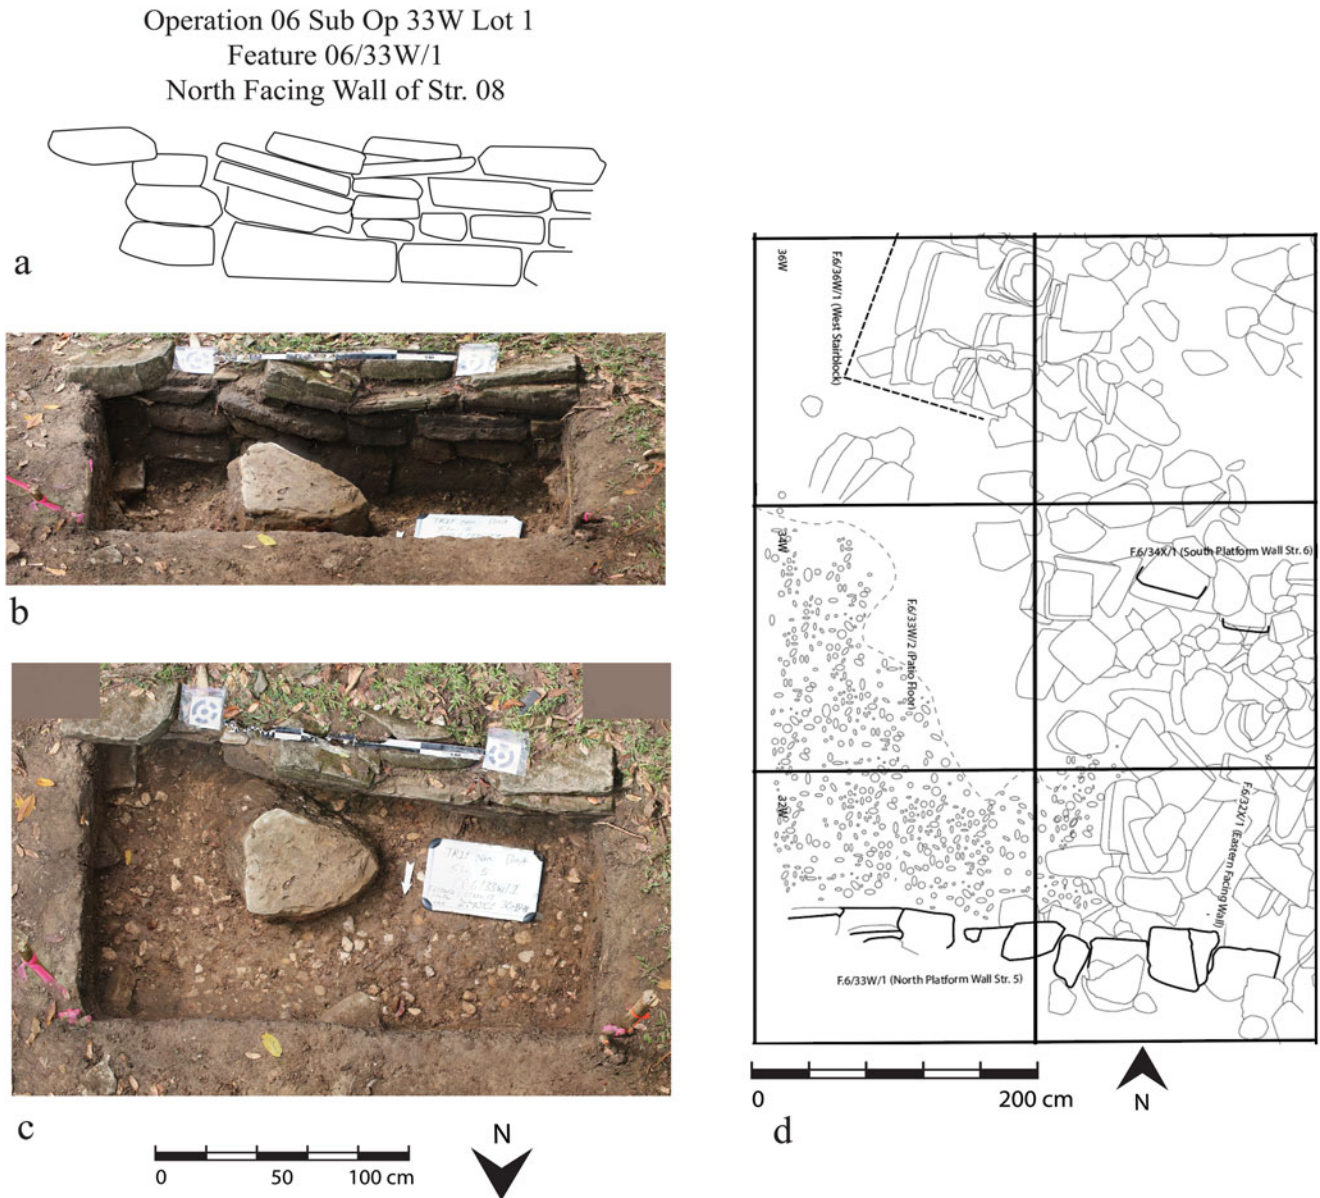 Operation 06 Sub Op 33W Lot 1
Feature 06/33W/1
North Facing Wall of Str. 08
a
b
c
0
50
100 cm
N
36W
F.6/36W/1 (West Stairblock)
34W
F.6/34X/1 (South Platform Wall Str. 6)
F.6/33W/2 (Patio Floor)
32W
F.6/32X/1 (Eastern Facing Wall)
F.6/33W/1 (North Platform Wall Str. 5)
0
200 cm
N
d